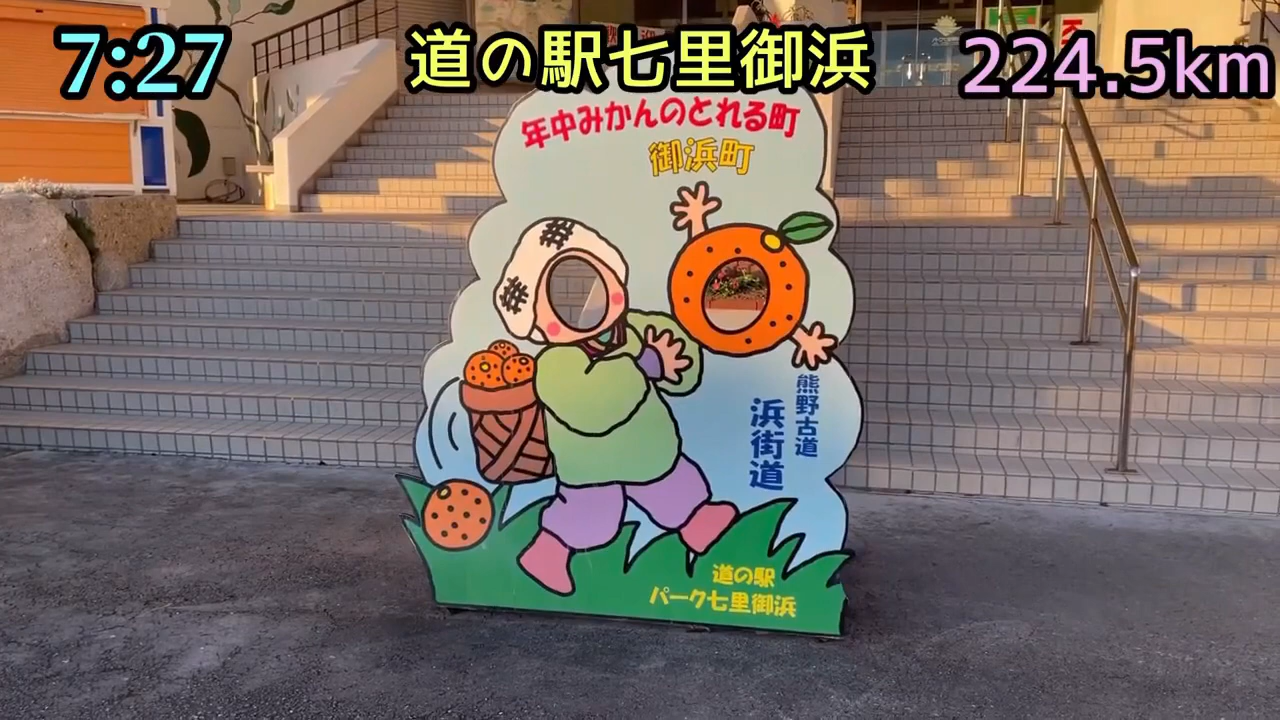 7:27
道の駅七里御浜
224.5km
年中みかんのとれる町
御浜町
熊野古道
浜街道
道の駅
パーク七里御浜